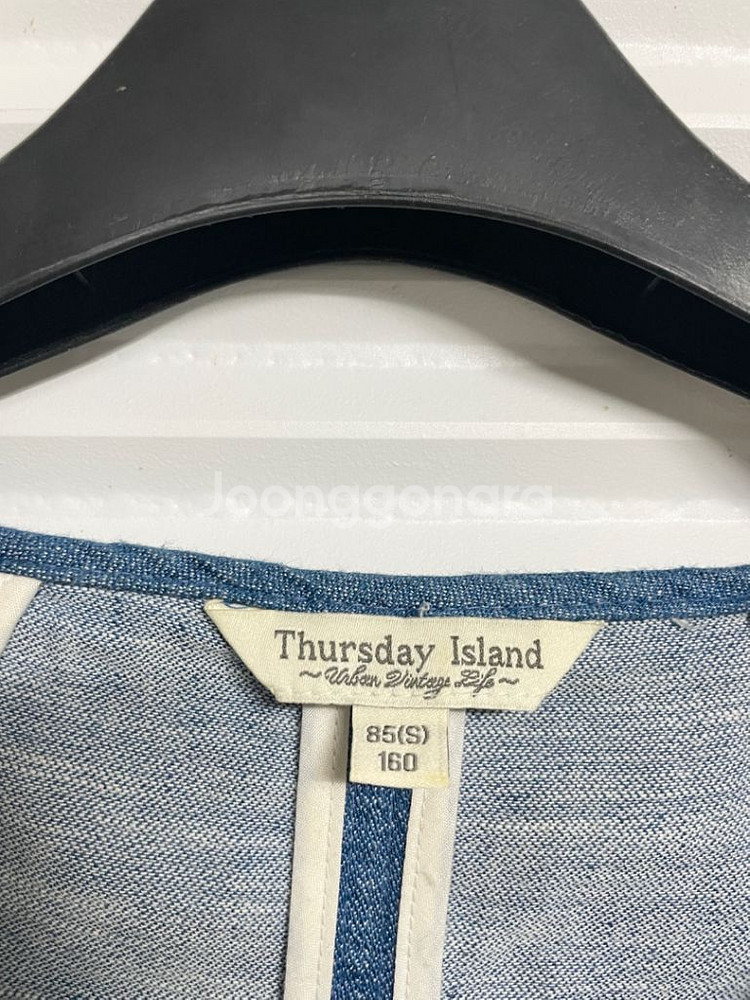 Joonggonara
Thursday Island
~Urban Vintage Life~
85(S)
160